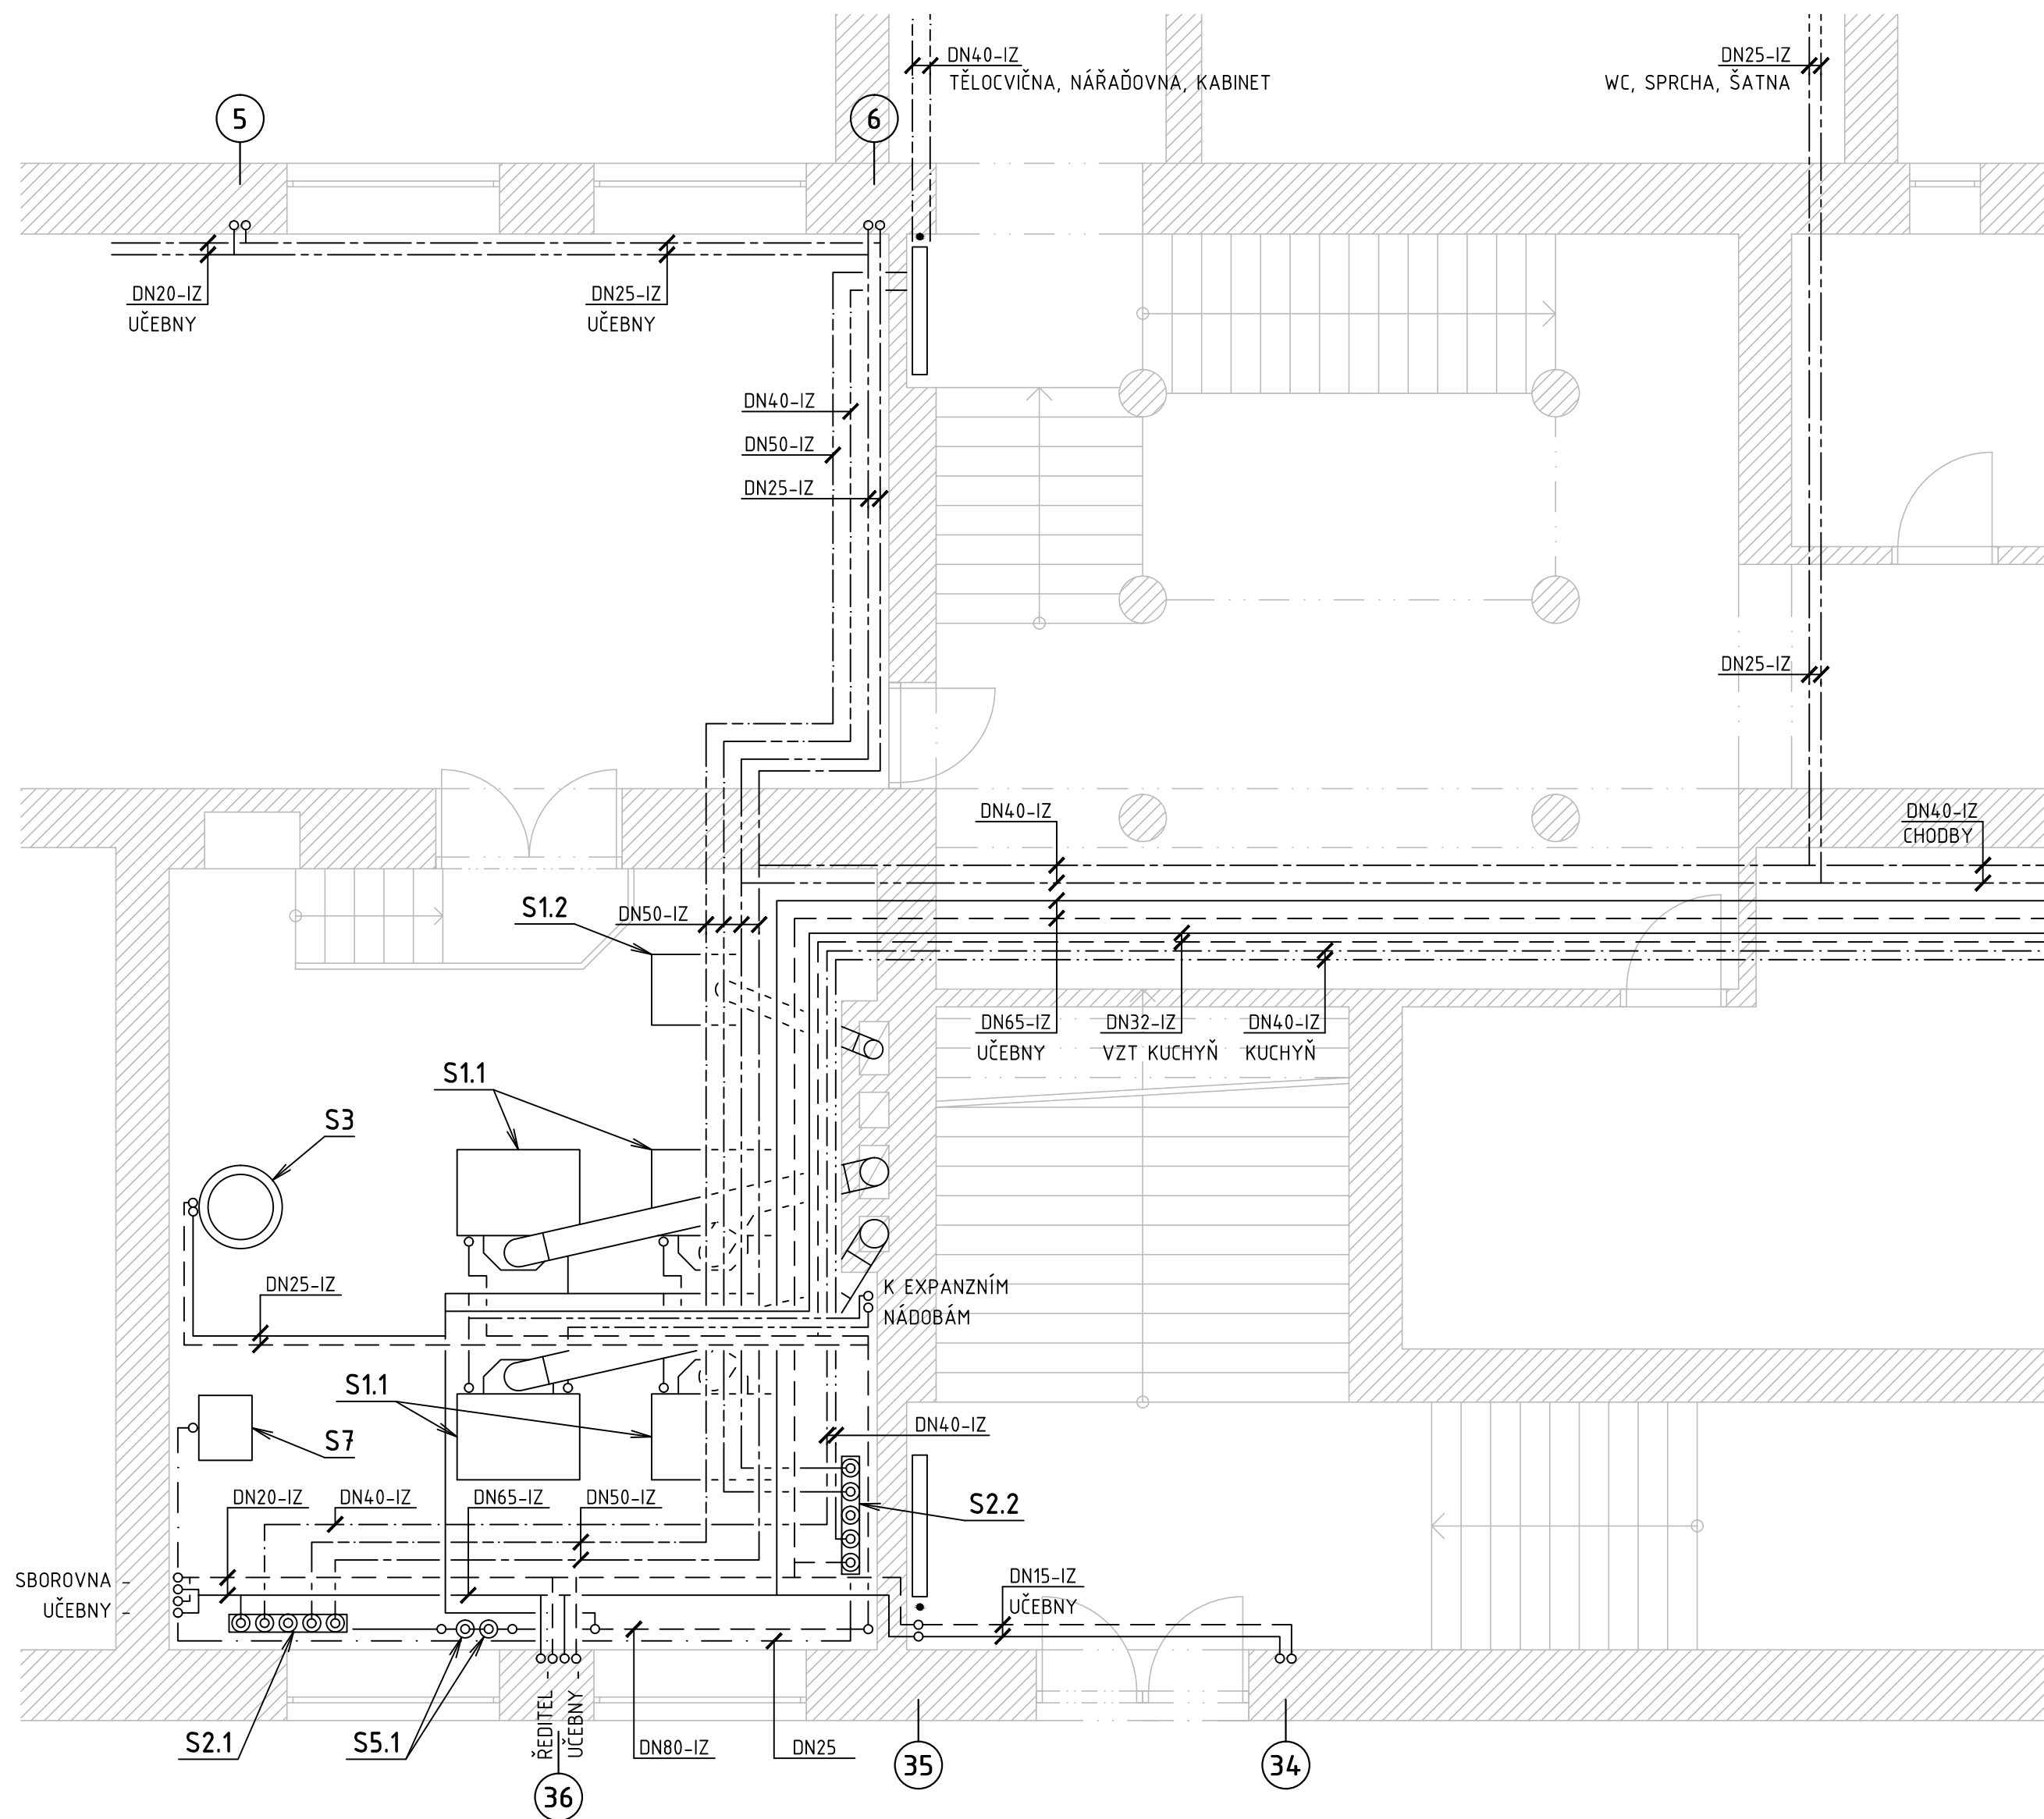 DN40-IZ
TĚLOCVIČNA, NÁŘAĎOVNA, KABINET
DN25-IZ
WC, SPRCHA, ŠATNA
5
6
DN20-IZ
UČEBNY
DN25-IZ
UČEBNY
DN40-IZ
DN50-IZ
DN25-IZ
DN25-IZ
DN40-IZ
DN40-IZ
CHODBY
S1.2
DN50-IZ
DN65-IZ
UČEBNY
DN32-IZ
VZT KUCHYŇ
DN40-IZ
KUCHYŇ
S1.1
S3
DN25-IZ
K EXPANZNÍM
NÁDOBÁM
S1.1
S7
DN40-IZ
DN20-IZ
DN40-IZ
DN65-IZ
DN50-IZ
S2.2
SBOROVNA
UČEBNY
DN15-IZ
UČEBNY
S2.1
S5.1
ŘEDITEL
UČEBNY
DN80-IZ
DN25
35
34
36